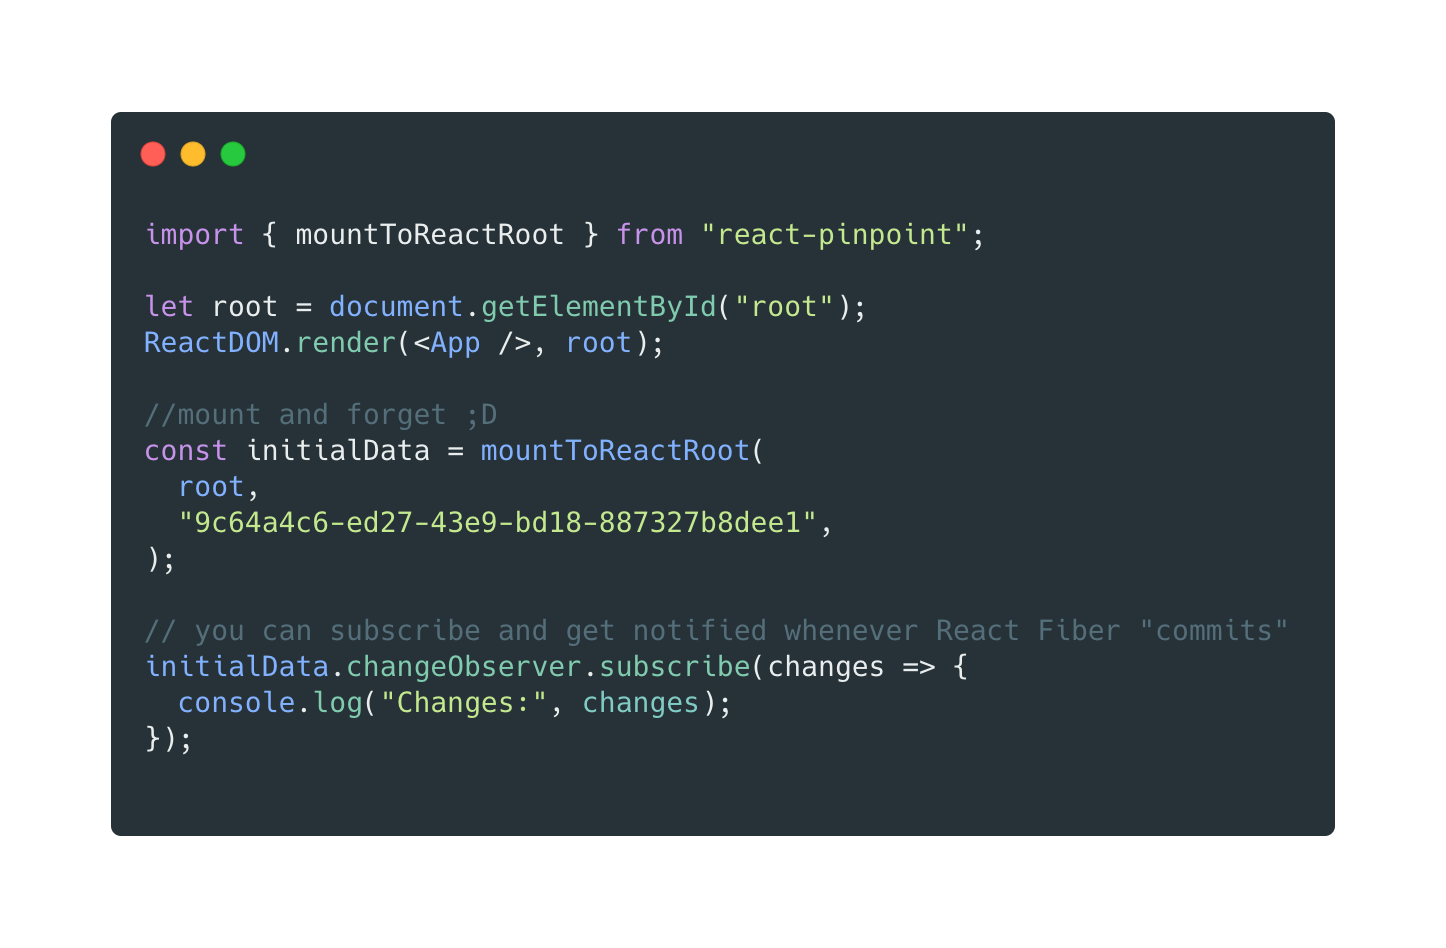 import { mountToReactRoot } from "react-pinpoint";
let root = document.getElementById("root");
ReactDOM.render(<App />, root);
//mount and forget ;D
const initialData = mountToReactRoot(
  root,
  "9c64a4c6-ed27-43e9-bd18-887327b8dee1",
);
// you can subscribe and get notified whenever React Fiber "commits"
initialData.changeObserver.subscribe(changes => {
  console.log("Changes:", changes);
});